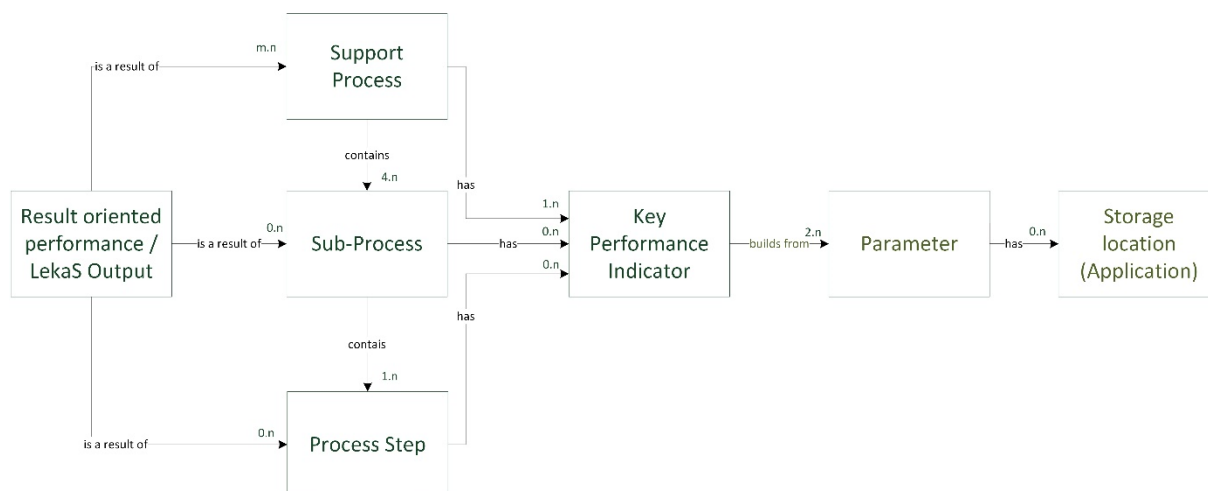 m.n
Support
Process
is a result of
contains
4.n
has
1.n
Result oriented
performance /
LekaS Output
is a result of
0.n
Sub-Process
has
0.n
0.n
Key
Performance
Indicator
builds from
2.n
Parameter
has
0.n
Storage
location
(Application)
has
contais
1.n
0.n
is a result of
Process Step